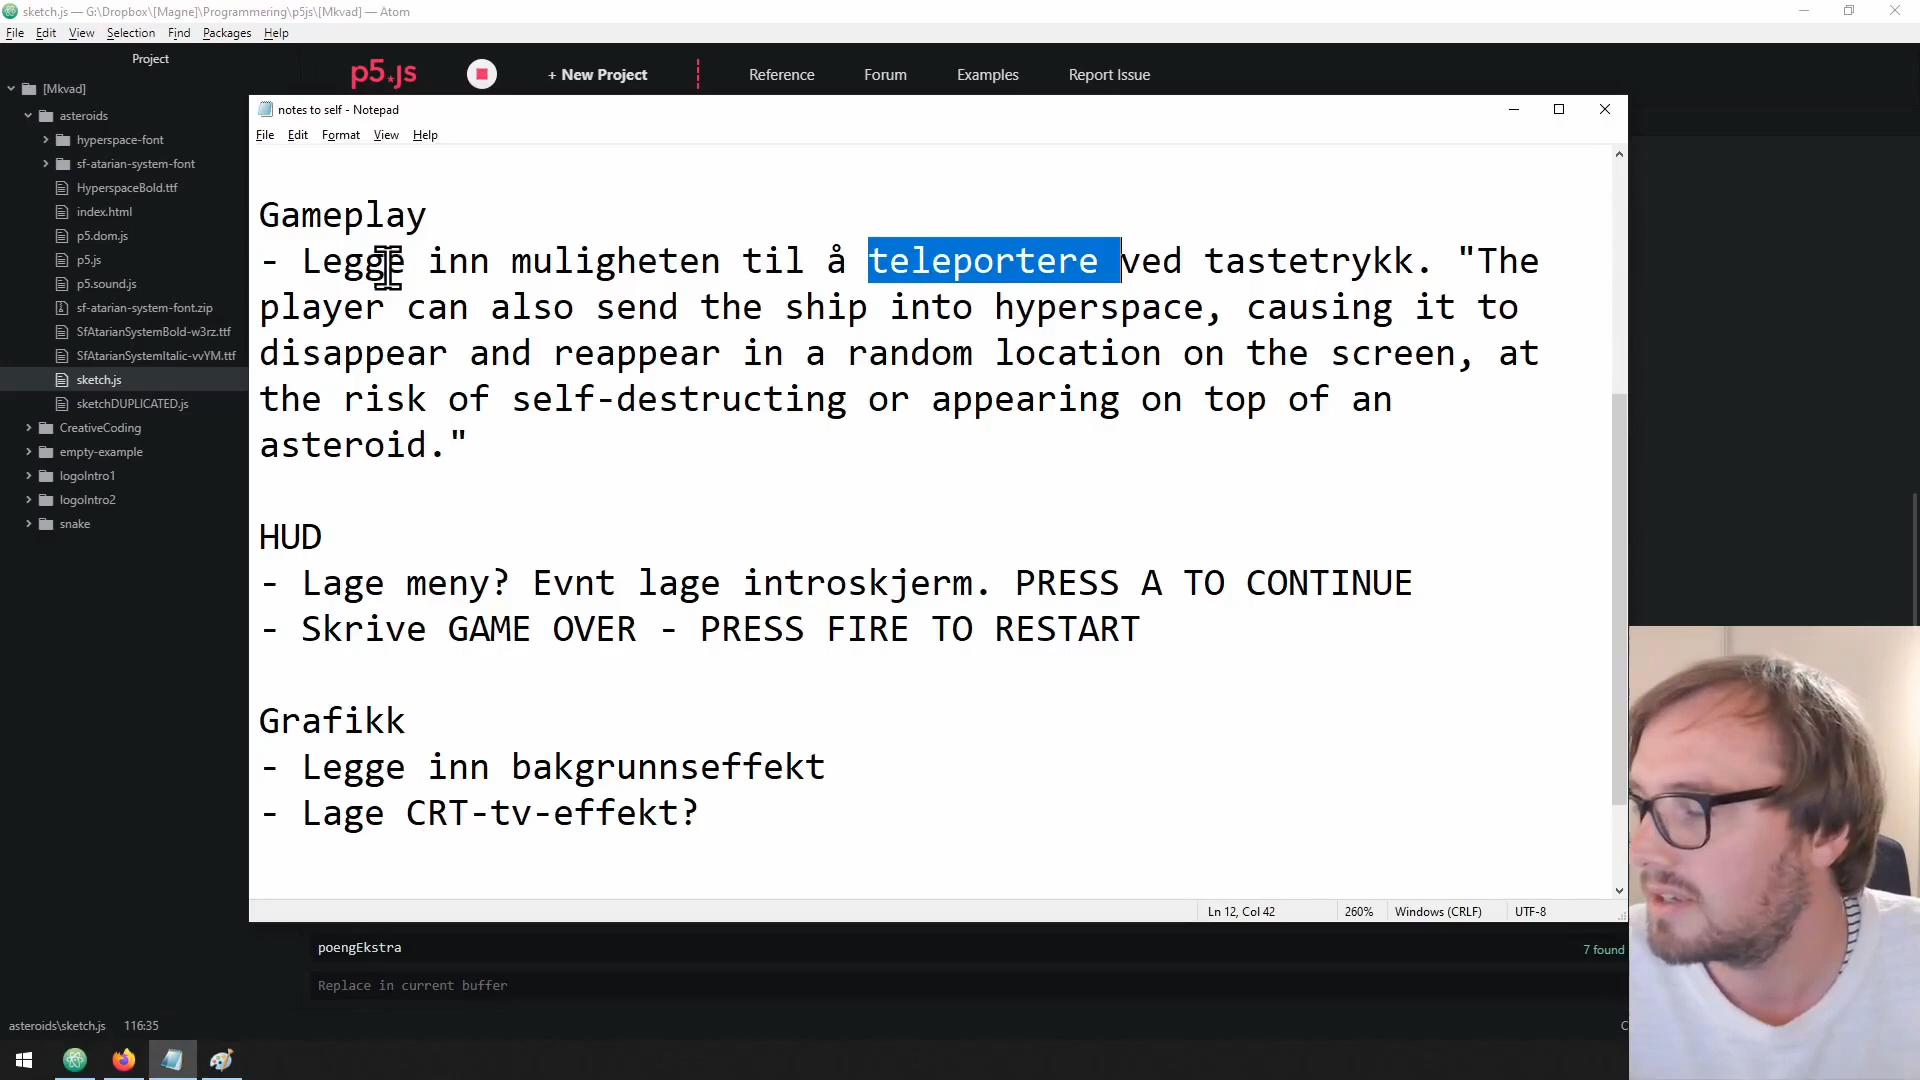 sketch.js — G:\Dropbox\[Magne]\Programmering\p5js\[Mkvad] — Atom
File Edit View Selection Find Packages Help
Project
p5.js + New Project Reference Forum Examples Report Issue
[Mkvad]
asteroids
hyperspace-font
sf-atarian-system-font
HyperspaceBold.ttf
index.html
p5.dom.js
p5.js
p5.sound.js
sf-atarian-system-font.zip
SfAtarianSystemBold-w3rz.ttf
SfAtarianSystemItalic-vvYM.ttf
sketch.js
sketchDUPLICATED.js
CreativeCoding
empty-example
logoIntro1
logoIntro2
snake
notes to self - Notepad
File Edit Format View Help
Gameplay
- Legge inn muligheten til å teleportere ved tastetrykk. "The
player can also send the ship into hyperspace, causing it to
disappear and reappear in a random location on the screen, at
the risk of self-destructing or appearing on top of an
asteroid."
HUD
- Lage meny? Evnt lage introskjerm. PRESS A TO CONTINUE
- Skrive GAME OVER - PRESS FIRE TO RESTART
Grafikk
- Legge inn bakgrunnseffekt
- Lage CRT-tv-effekt?
Ln 12, Col 42 260% Windows (CRLF) UTF-8
poengEkstra 7 found
Replace in current buffer
asteroids\sketch.js 116:35